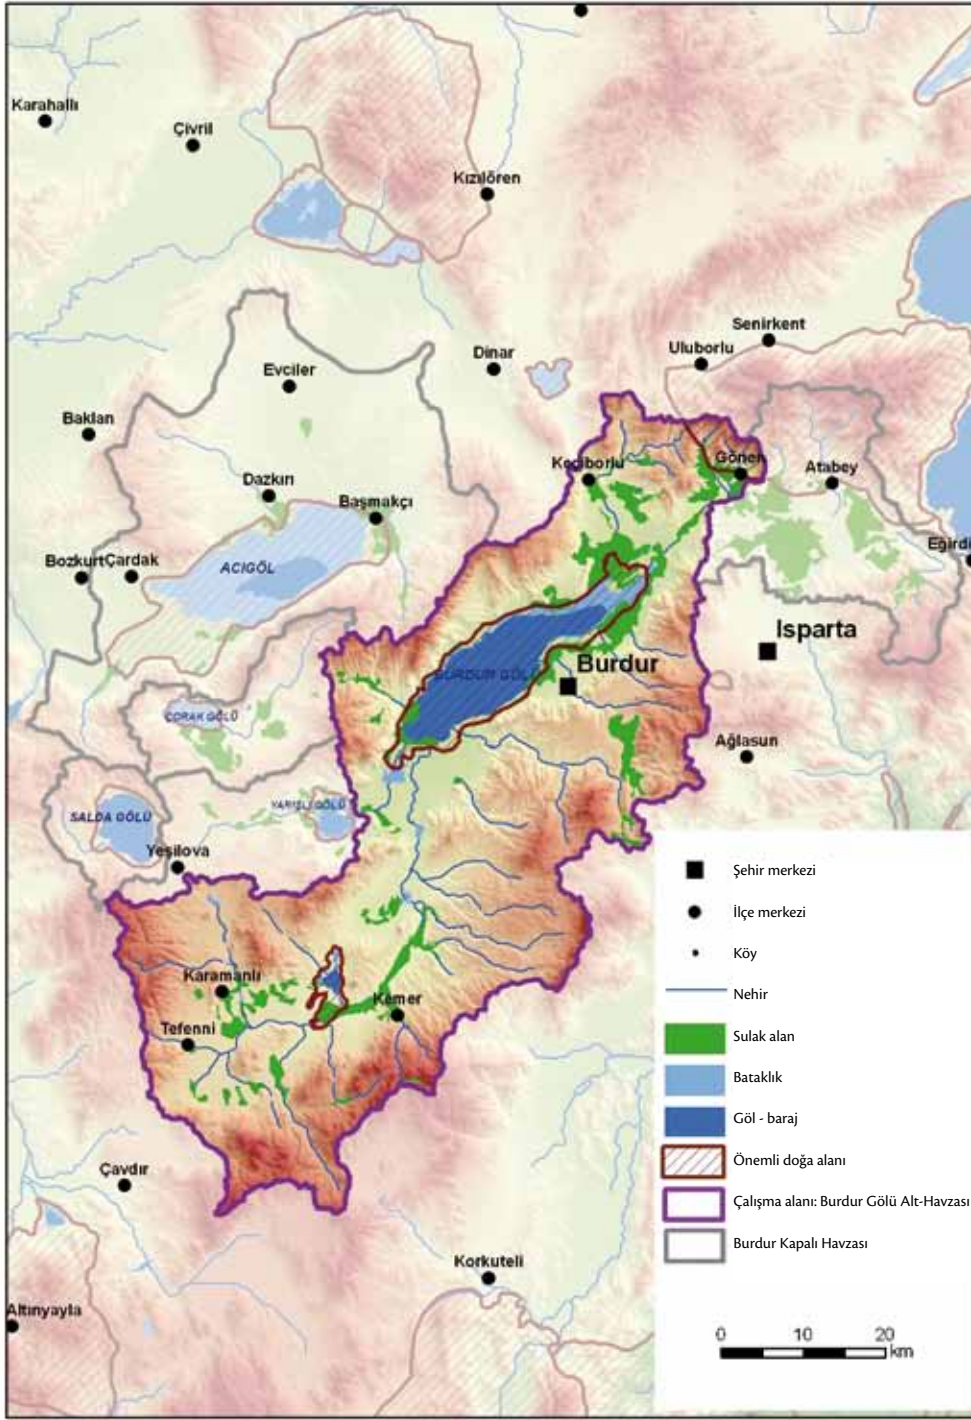 Karahallı
Çivril
Kızılören
Senirkent
Uluborlu
Dinar
Evciler
Baklan
Keçiborlu
Gönen
Atabey
Dazkırı
Başmakçı
Eğirdi
BozkurtÇardak
ACIGÖL
Isparta
Burdur
BURDUR GÖLÜ
ÇORAK GÖLÜ
Ağlasun
SALDA GÖLÜ
YARIŞLI GÖLÜ
Yeşilova
Karamanlı
Kemer
Tefenni
Çavdır
Korkuteli
Altınyayla
Şehir merkezi
İlçe merkezi
Köy
Nehir
Sulak alan
Bataklık
Göl - baraj
Önemli doğa alanı
Çalışma alanı: Burdur Gölü Alt-Havzası
Burdur Kapalı Havzası
0 10 20
km